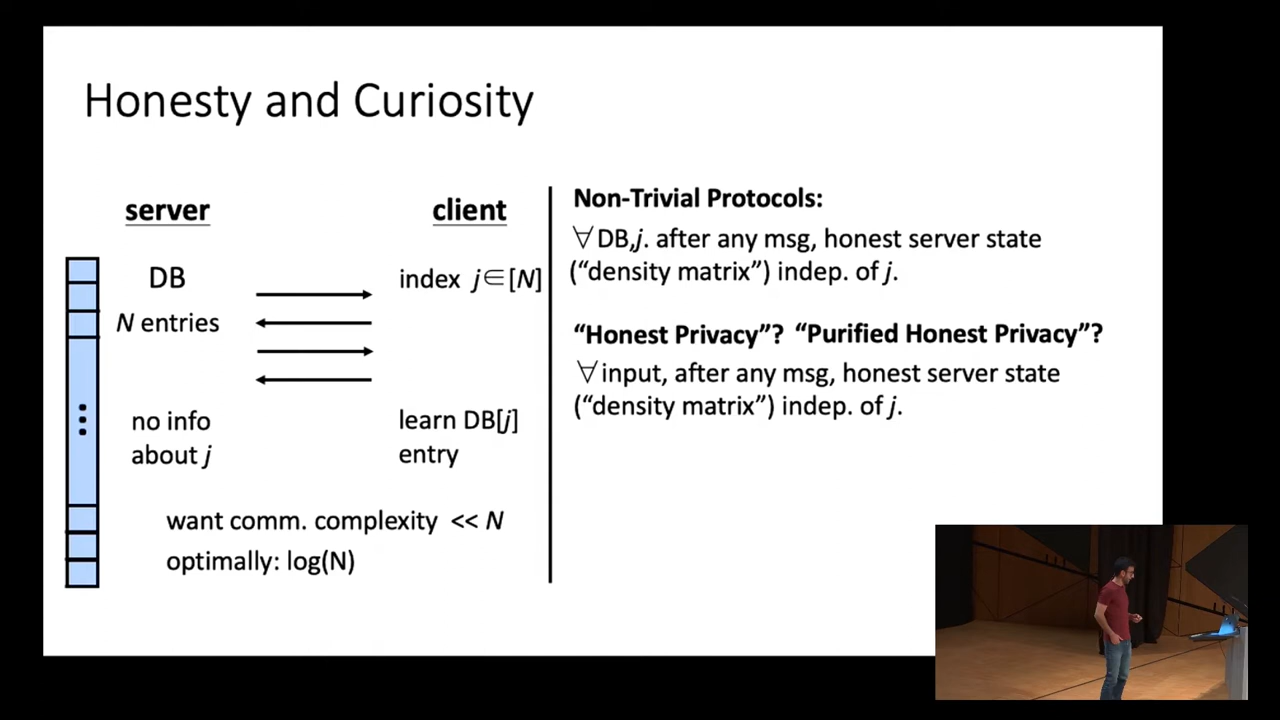 Honesty and Curiosity
server
client
DB
index j∈[N]
N entries
no info
about j
learn DB[j]
entry
want comm. complexity << N
optimally: log(N)
Non-Trivial Protocols:
∀DB,j. after any msg, honest server state
("density matrix") indep. of j.
"Honest Privacy"? "Purified Honest Privacy"?
∀input, after any msg, honest server state
("density matrix") indep. of j.